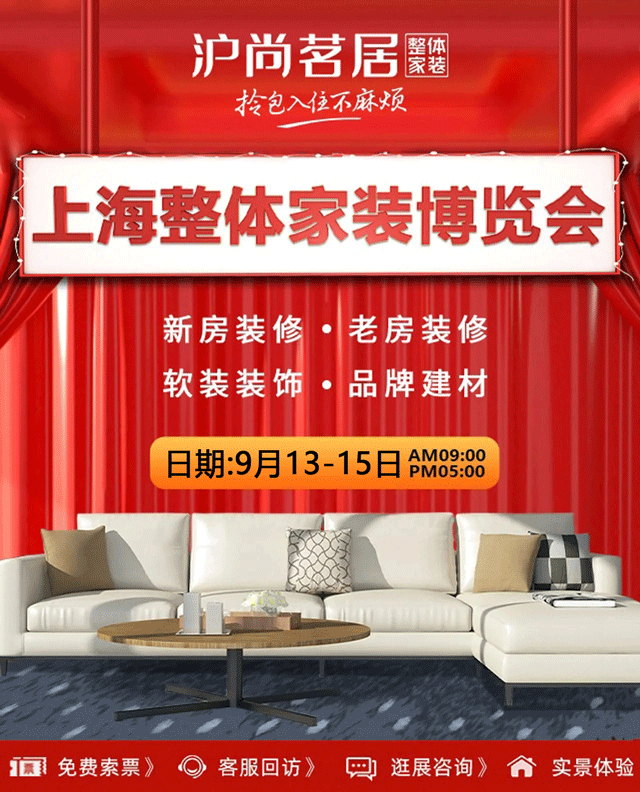 沪尚茗居 整体家装
拎包入住不麻烦
上海整体家装博览会
新房装修·老房装修
软装装饰·品牌建材
日期:9月13-15日 AM09:00
PM05:00
票 免费索票》 客服回访》 逛展咨询》 实景体验